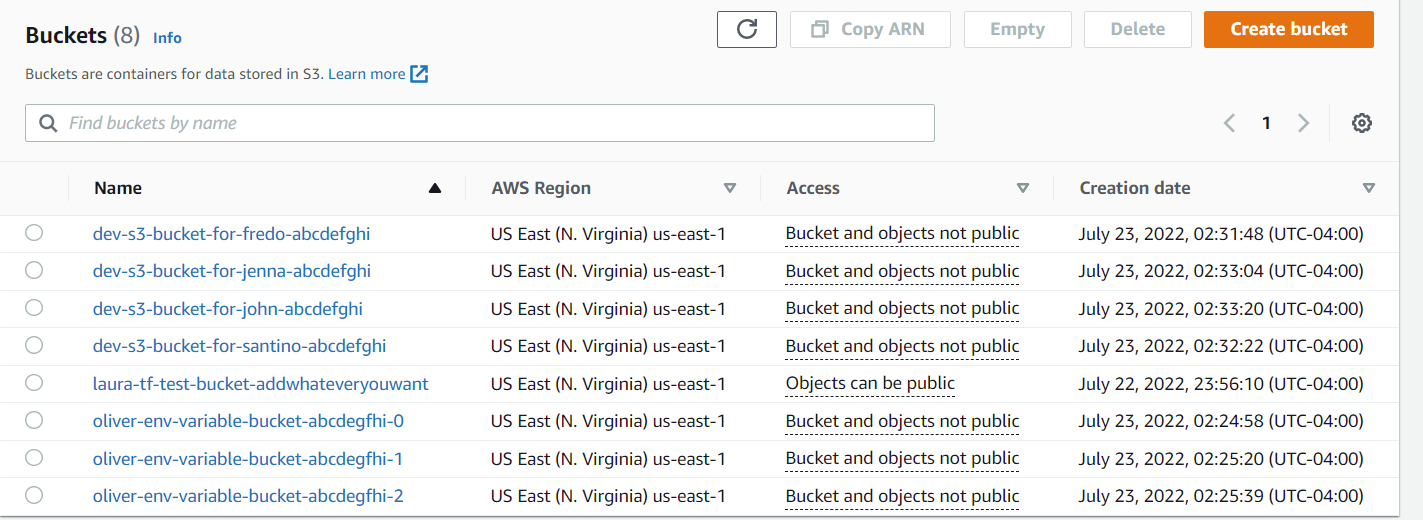 Buckets (8) Info
Copy ARN Empty Delete Create bucket
Buckets are containers for data stored in S3. Learn more
Find buckets by name 1
Name AWS Region Access Creation date
dev-s3-bucket-for-fredo-abcdefghi US East (N. Virginia) us-east-1 Bucket and objects not public July 23, 2022, 02:31:48 (UTC-04:00)
dev-s3-bucket-for-jenna-abcdefghi US East (N. Virginia) us-east-1 Bucket and objects not public July 23, 2022, 02:33:04 (UTC-04:00)
dev-s3-bucket-for-john-abcdefghi US East (N. Virginia) us-east-1 Bucket and objects not public July 23, 2022, 02:33:20 (UTC-04:00)
dev-s3-bucket-for-santino-abcdefghi US East (N. Virginia) us-east-1 Bucket and objects not public July 23, 2022, 02:32:22 (UTC-04:00)
laura-tf-test-bucket-addwhateveryouwant US East (N. Virginia) us-east-1 Objects can be public July 22, 2022, 23:56:10 (UTC-04:00)
oliver-env-variable-bucket-abcdegfhi-0 US East (N. Virginia) us-east-1 Bucket and objects not public July 23, 2022, 02:24:58 (UTC-04:00)
oliver-env-variable-bucket-abcdegfhi-1 US East (N. Virginia) us-east-1 Bucket and objects not public July 23, 2022, 02:25:20 (UTC-04:00)
oliver-env-variable-bucket-abcdegfhi-2 US East (N. Virginia) us-east-1 Bucket and objects not public July 23, 2022, 02:25:39 (UTC-04:00)